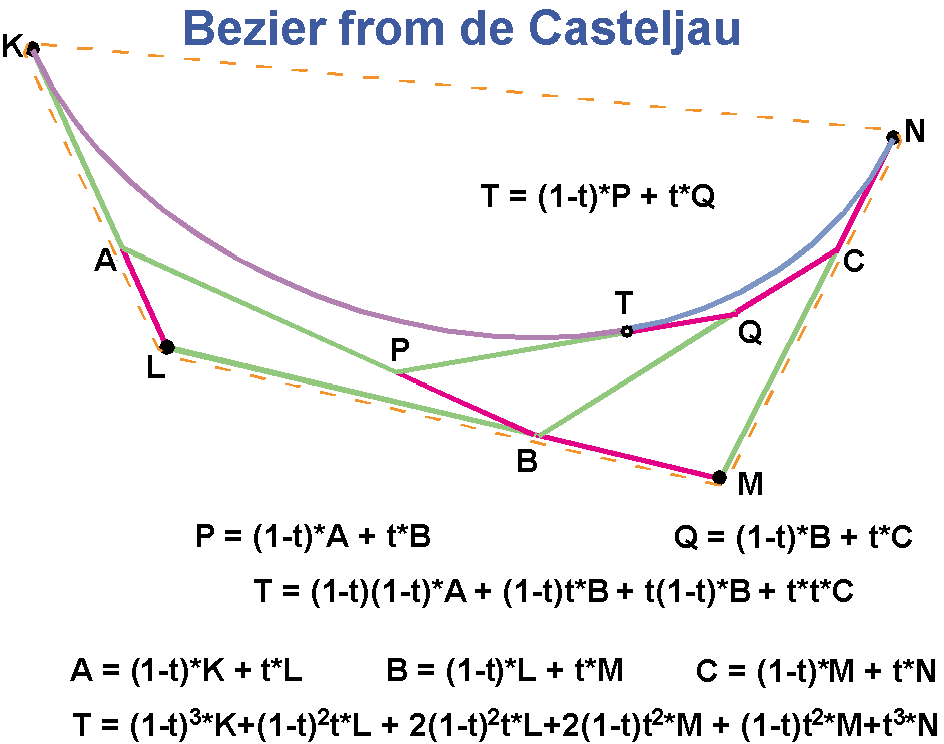 Bezier from de Casteljau
K
N
T = (1-t)*P + t*Q
A
C
T
Q
P
L
B
M
P = (1-t)*A + t*B
Q = (1-t)*B + t*C
T = (1-t)(1-t)*A + (1-t)t*B + t(1-t)*B + t*t*C
A = (1-t)*K + t*L
B = (1-t)*L + t*M
C = (1-t)*M + t*N
T = (1-t)³*K+(1-t)²t*L + 2(1-t)²t*L+2(1-t)t²*M + (1-t)t²*M+t³*N